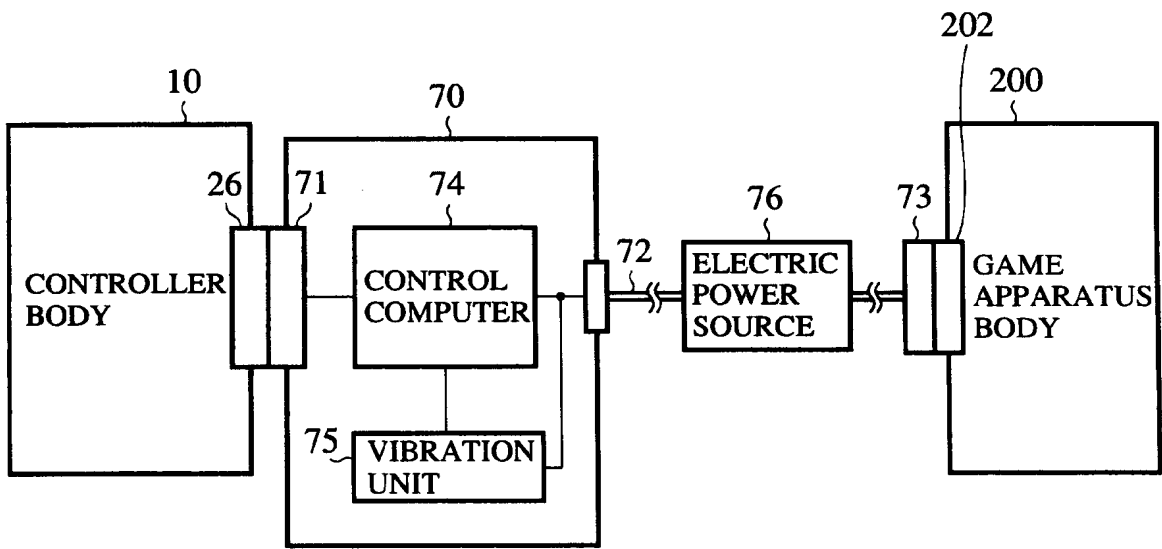 202
10
200
70
26
71
74
76
73
72
CONTROLLER
BODY
CONTROL
COMPUTER
ELECTRIC
POWER
SOURCE
GAME
APPARATUS
BODY
75
VIBRATION
UNIT